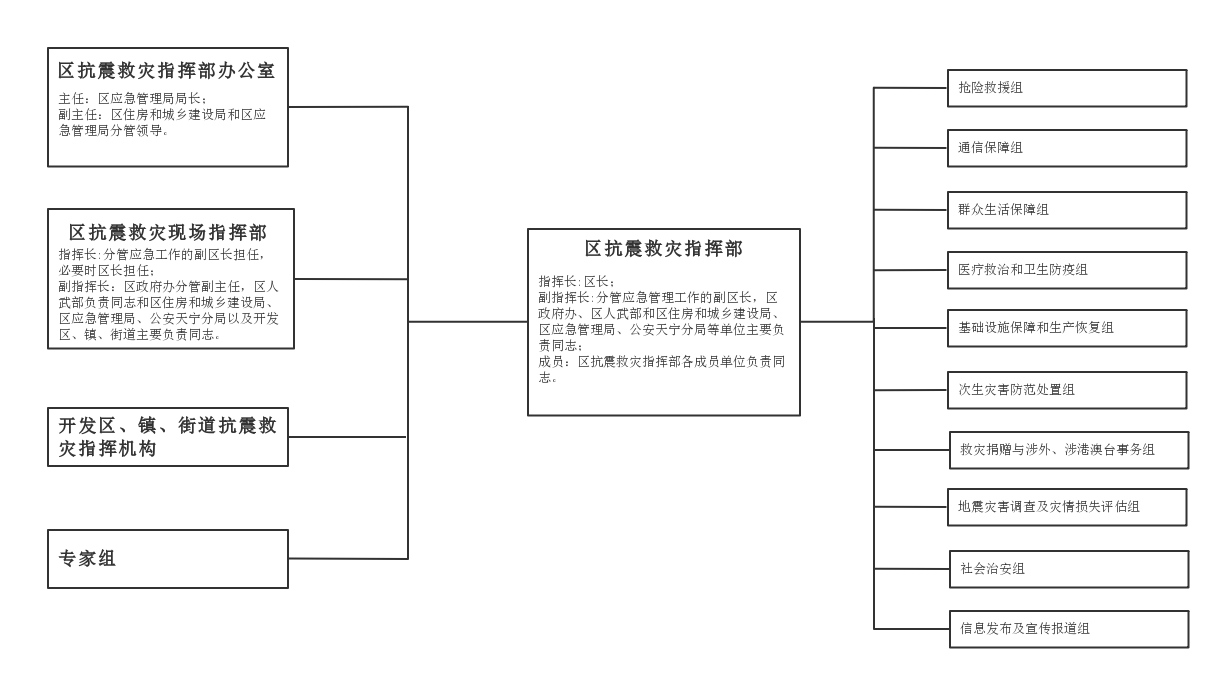 区抗震救灾指挥部办公室
主任：区应急管理局局长；
副主任：区住房和城乡建设局和区应
急管理局分管领导。
区抗震救灾现场指挥部
指挥长:分管应急工作的副区长担任，
必要时区长担任；
副指挥长：区政府办分管副主任，区人
武部负责同志和区住房和城乡建设局、
区应急管理局、公安天宁分局以及开发
区、镇、街道主要负责同志。
开发区、镇、街道抗震救
灾指挥机构
专家组
区抗震救灾指挥部
指挥长:区长；
副指挥长:分管应急管理工作的副区长，区
政府办、区人武部和区住房和城乡建设局、
区应急管理局、公安天宁分局等单位主要负
责同志；
成员：区抗震救灾指挥部各成员单位负责同
志。
抢险救援组
通信保障组
群众生活保障组
医疗救治和卫生防疫组
基础设施保障和生产恢复组
次生灾害防范处置组
救灾捐赠与涉外、涉港澳台事务组
地震灾害调查及灾情损失评估组
社会治安组
信息发布及宣传报道组